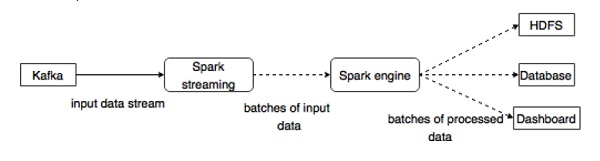 HDFS
Kafka
Spark
streaming
Spark engine
Database
input data stream
batches of input
data
batches of processed
data
Dashboard